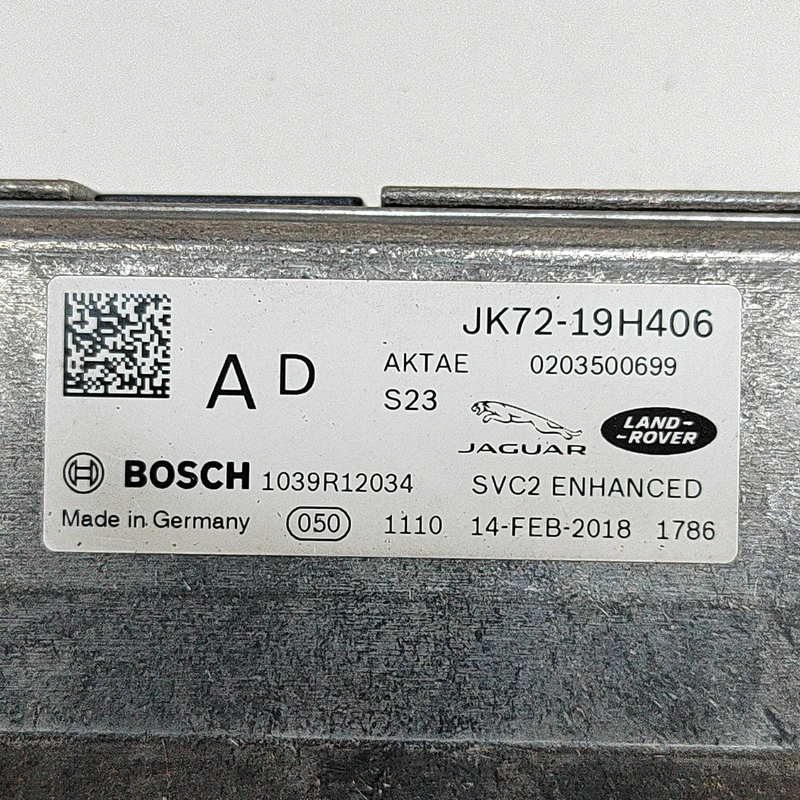 JK72-19H406
A D
AKTAE 0203500699
S23
JAGUAR
LAND-
-ROVER
BOSCH 1039R12034 SVC2 ENHANCED
Made in Germany 050 1110 14-FEB-2018 1786